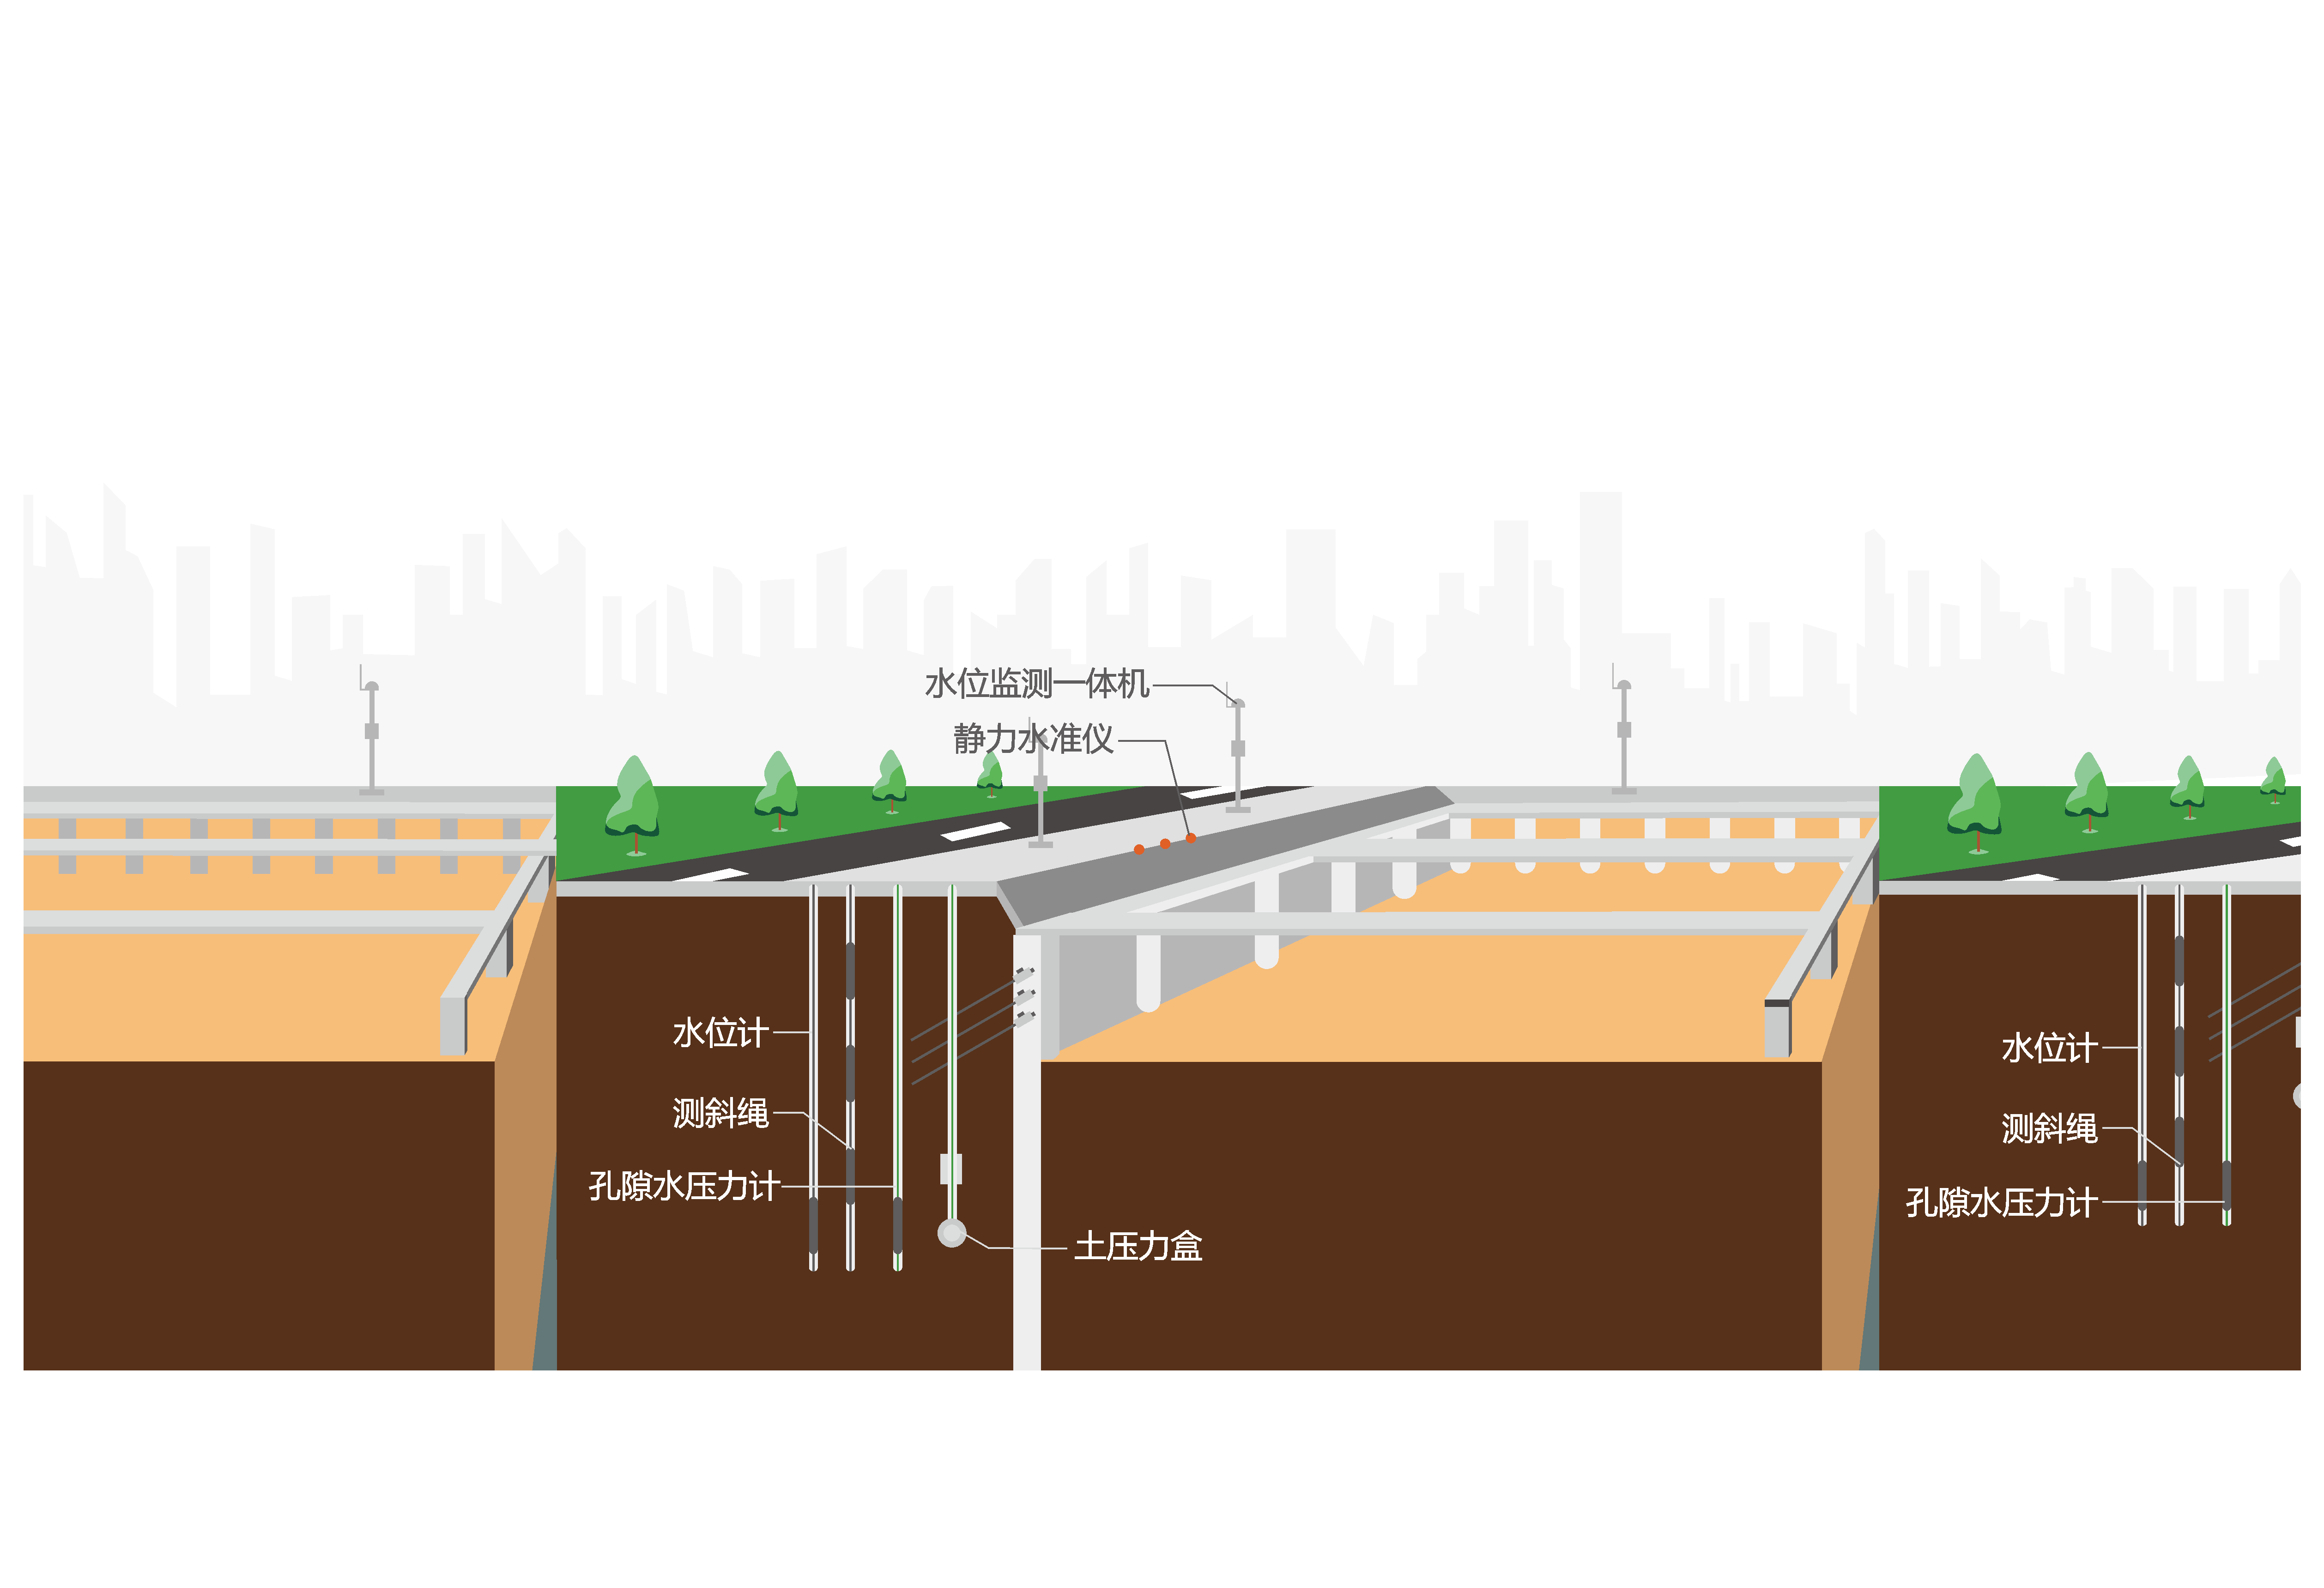 水位监测一体机
静力水准仪
水位计
测斜绳
孔隙水压力计
土压力盒
水位计
测斜绳
孔隙水压力计